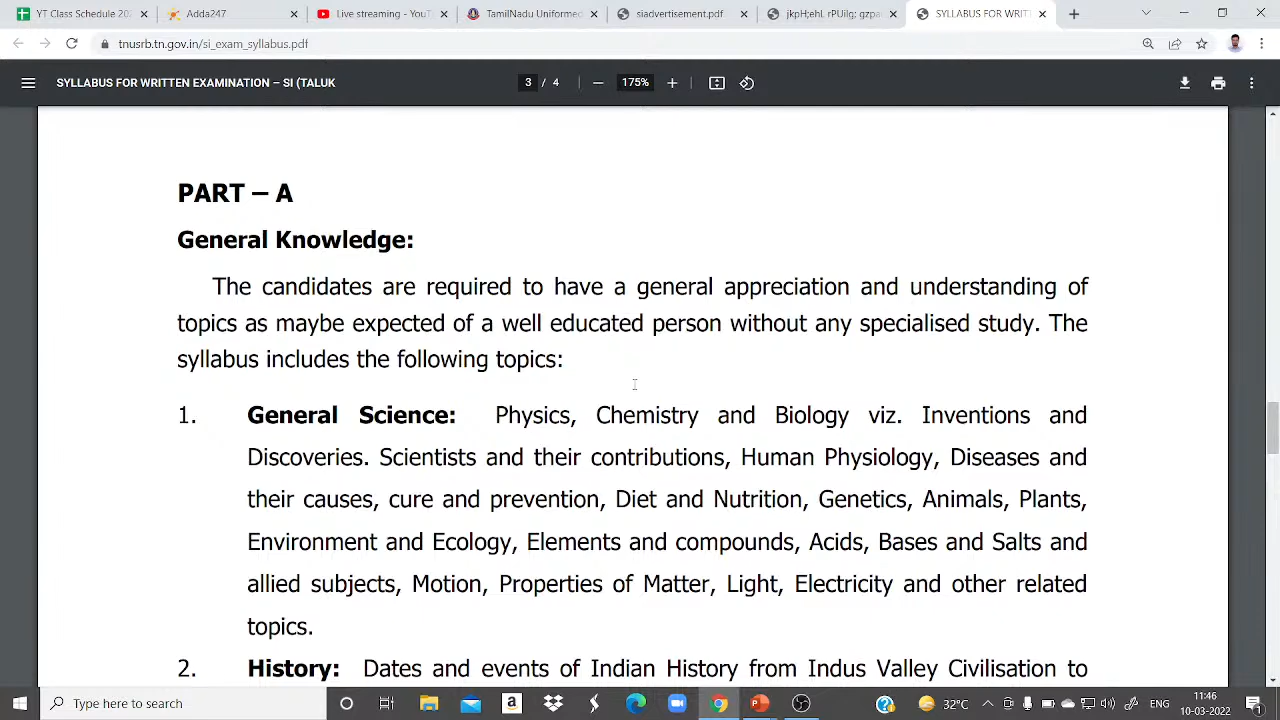 YT Class Schedule 202
Adda247
Live streaming - YouT
TamilNadu Uniformed
siadvertisement.pdf
jkpH;ehL rPUilg; gzpa
SYLLABUS FOR WRITT
tnusrb.tn.gov.in/si_exam_syllabus.pdf
SYLLABUS FOR WRITTEN EXAMINATION – SI (TALUK
3 / 4
175%
PART – A
General Knowledge:
The candidates are required to have a general appreciation and understanding of
topics as maybe expected of a well educated person without any specialised study. The
syllabus includes the following topics:
1. General Science: Physics, Chemistry and Biology viz. Inventions and
Discoveries. Scientists and their contributions, Human Physiology, Diseases and
their causes, cure and prevention, Diet and Nutrition, Genetics, Animals, Plants,
Environment and Ecology, Elements and compounds, Acids, Bases and Salts and
allied subjects, Motion, Properties of Matter, Light, Electricity and other related
topics.
2. History: Dates and events of Indian History from Indus Valley Civilisation to
Type here to search
32°C
ENG
11:46
10-03-2022